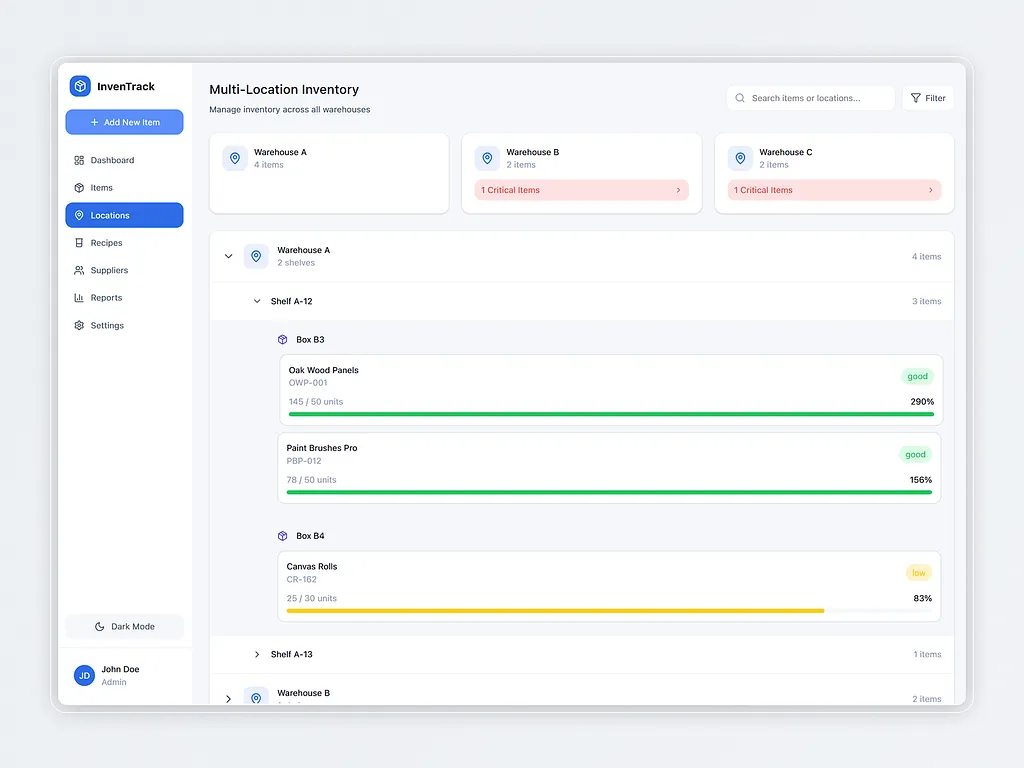 InvenTrack
+ Add New Item
Dashboard
Items
Locations
Recipes
Suppliers
Reports
Settings
Dark Mode
JD
John Doe
Admin
Multi-Location Inventory
Manage inventory across all warehouses
Search items or locations...
Filter
Warehouse A
4 items
Warehouse B
2 items
1 Critical Items
Warehouse C
2 items
1 Critical Items
Warehouse A
2 shelves
4 items
Shelf A-12
3 items
Box B3
Oak Wood Panels
good
OWP-001
145 / 50 units
290%
Paint Brushes Pro
good
PBP-012
78 / 50 units
156%
Box B4
Canvas Rolls
low
CR-162
25 / 30 units
83%
Shelf A-13
1 items
Warehouse B
2 items